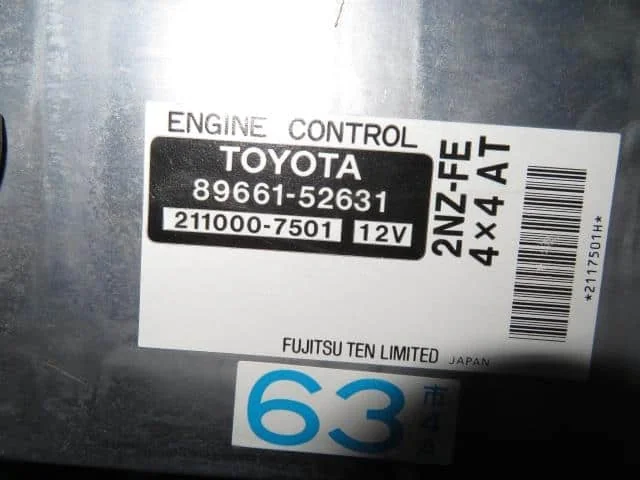 ENGINE CONTROL
TOYOTA
89661-52631
211000-7501 12V
2NZ-FE
4×4 AT
*2117501H*
FUJITSU TEN LIMITED JAPAN
63